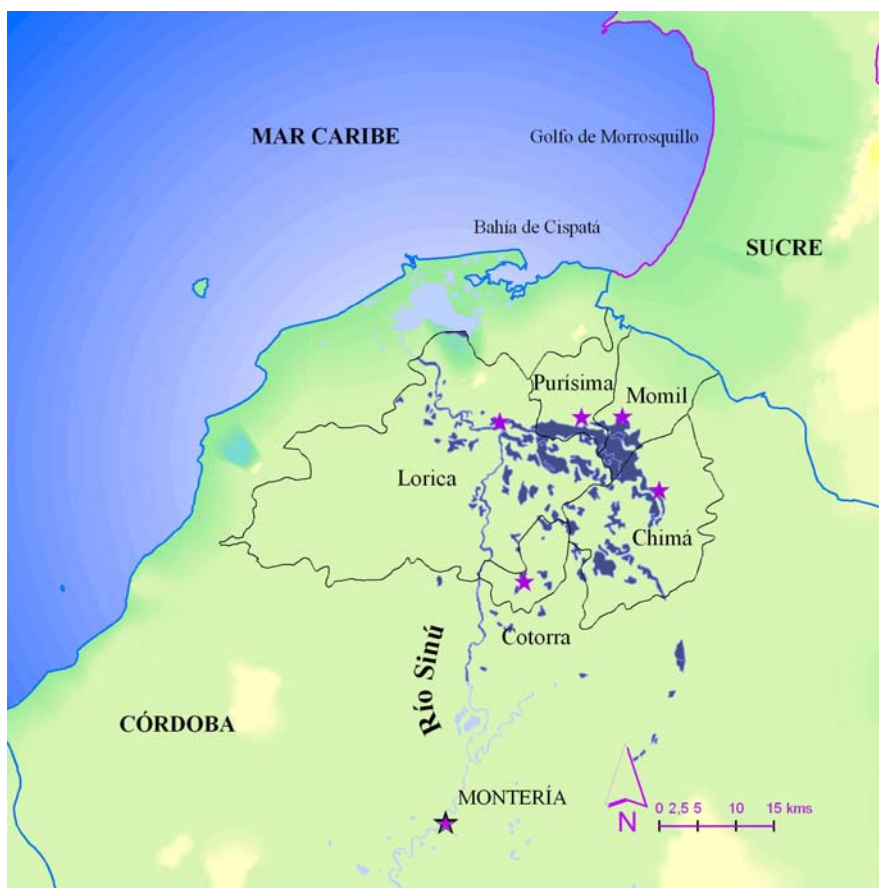 MAR CARIBE
Golfo de Morrosquillo
Bahía de Cispatá
SUCRE
Purísima
Momil
Lorica
Chimá
Cotorra
Río Sinú
CÓRDOBA
MONTERÍA
0 2,5 5 10 15 kms
N